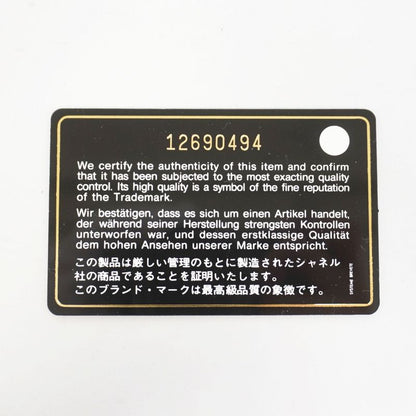 12690494
We certify the authenticity of this item and confirm
that it has been subjected to the most exacting quality
control. Its high quality is a symbol of the fine reputation
of the Trademark.
Wir bestätigen, dass es sich um einen Artikel handelt,
der während seiner Herstellung strengsten Kontrollen
unterworfen war, und dessen erstklassige Qualität
dem hohen Ansehen unserer Marke entspricht.
この製品は厳しい管理のもとに製造されたシャネル
社の商品であることを証明いたします。
このブランド・マークは最高級品質の象徴です。